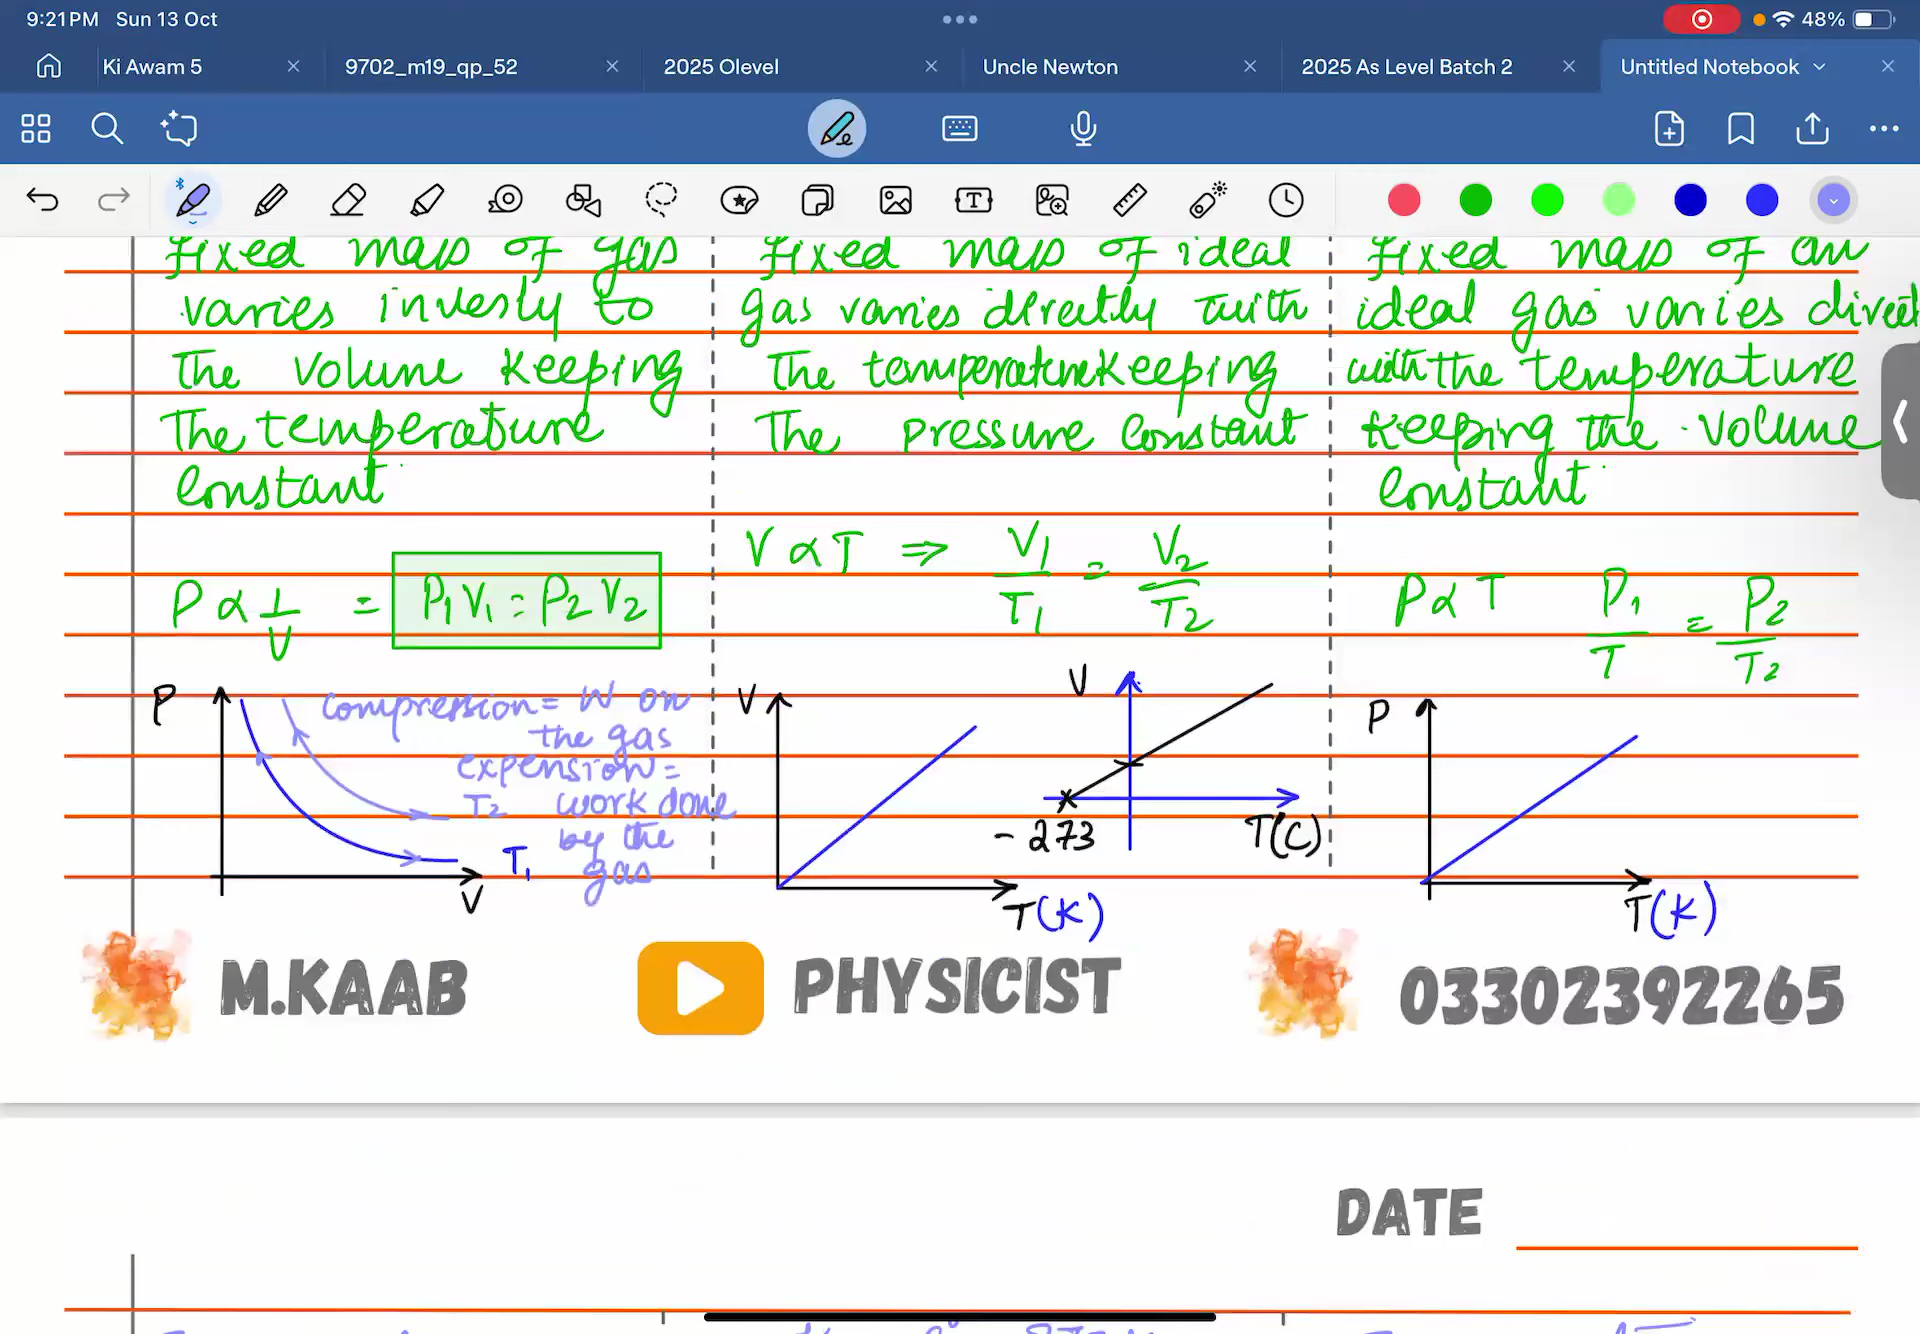 9:21 PM Sun 13 Oct
48%
Ki Awam 5
9702_m19_qp_52
2025 Olevel
Uncle Newton
2025 As Level Batch 2
Untitled Notebook
fixed mass of gas
varies inversly to
The volume keeping
The temperature
constant
P ∝ 1/V = P₁V₁ = P₂V₂
P
compression = W on
the gas
expension =
T₂ work done
by the
T₁ gas
V
fixed mass of ideal
gas varies directly with
The temperature keeping
The pressure constant
V ∝ T ⇒ V₁/T₁ = V₂/T₂
V
T(K)
V
-273
T(C)
fixed mass of an
ideal gas varies direct
with the temperature
keeping the volume
constant
P ∝ T P₁/T = P₂/T₂
P
T(K)
M.KAAB
PHYSICIST
03302392265
DATE